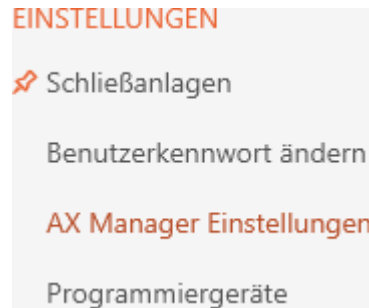 EINSTELLUNGEN
Schließanlagen
Benutzerkennwort ändern
AX Manager Einstellungen
Programmiergeräte